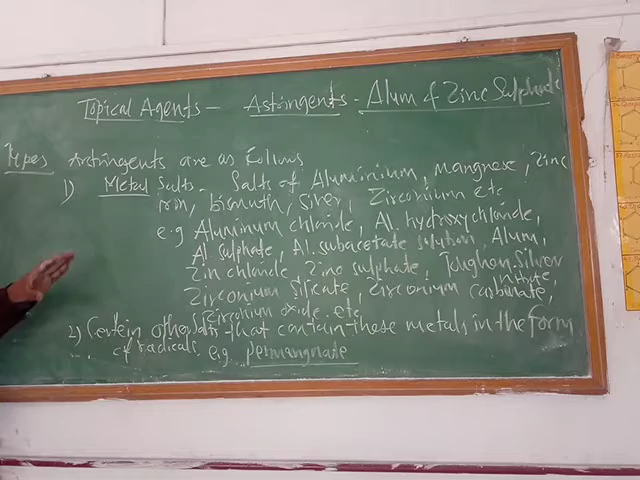 Topical Agents - Astringents - Alum & Zinc Sulphate
Types Astringents are as follows
1) Metal salts - Salts of Aluminium, mangnese, Zinc
iron, bismuth, Silver, Zirconium etc
e.g Aluminum chloride, Al. hydroxychloride,
Al. sulphate, Al. subacetate solution, Alum,
Zin chloride, Zinc sulphate, Toughen. Silver
Nitrate,
Zirconium Silicate, Zirconium carbonate,
Zirconium oxide. etc
2) Certein other salts that contain these metals in the form
of radicals. e.g. permangnate